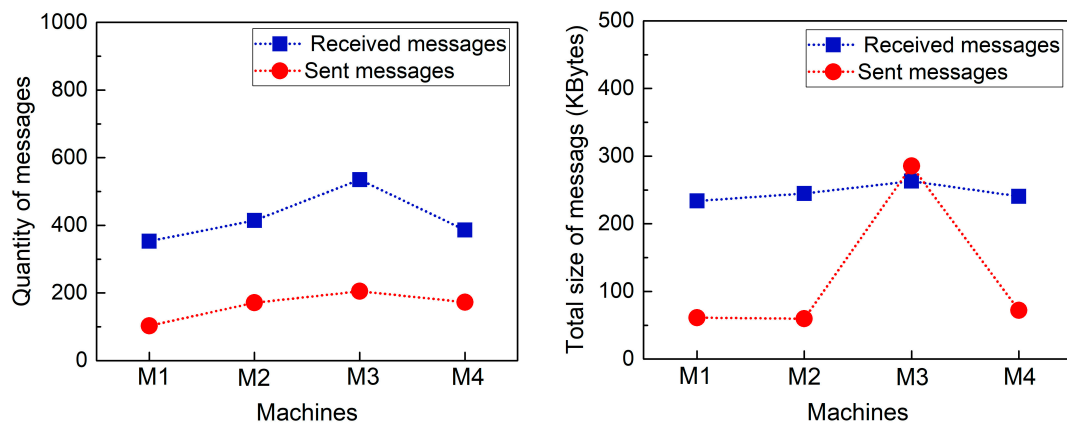 Quantity of messages
1000
800
600
400
200
0
Received messages
Sent messages
M1 M2 M3 M4
Machines
Total size of messags (KBytes)
500
400
300
200
100
0
Received messages
Sent messages
M1 M2 M3 M4
Machines